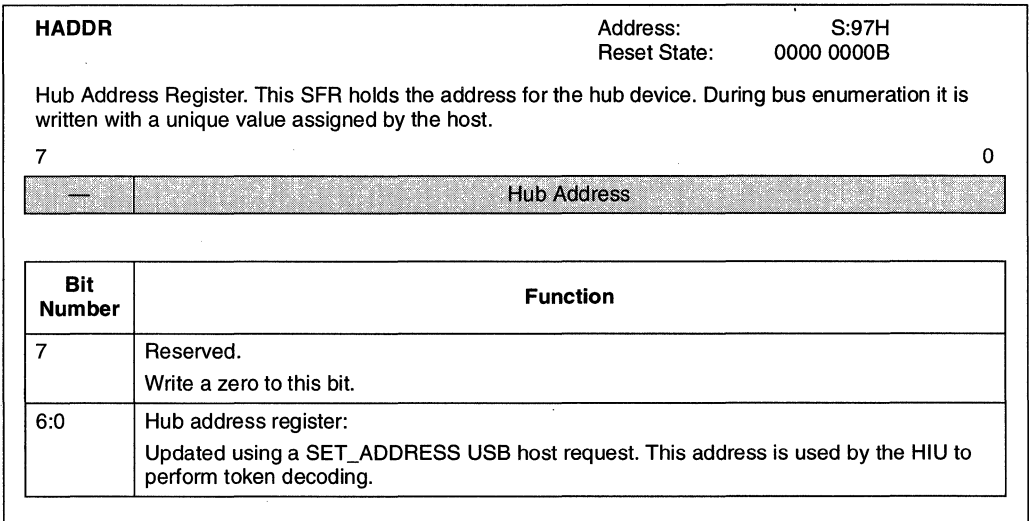 HADDR Address: S:97H
Reset State: 0000 0000B
Hub Address Register. This SFR holds the address for the hub device. During bus enumeration it is
written with a unique value assigned by the host.
7 0
— Hub Address
Bit
Number
Function
7 Reserved.
Write a zero to this bit.
6:0 Hub address register:
Updated using a SET_ADDRESS USB host request. This address is used by the HIU to
perform token decoding.